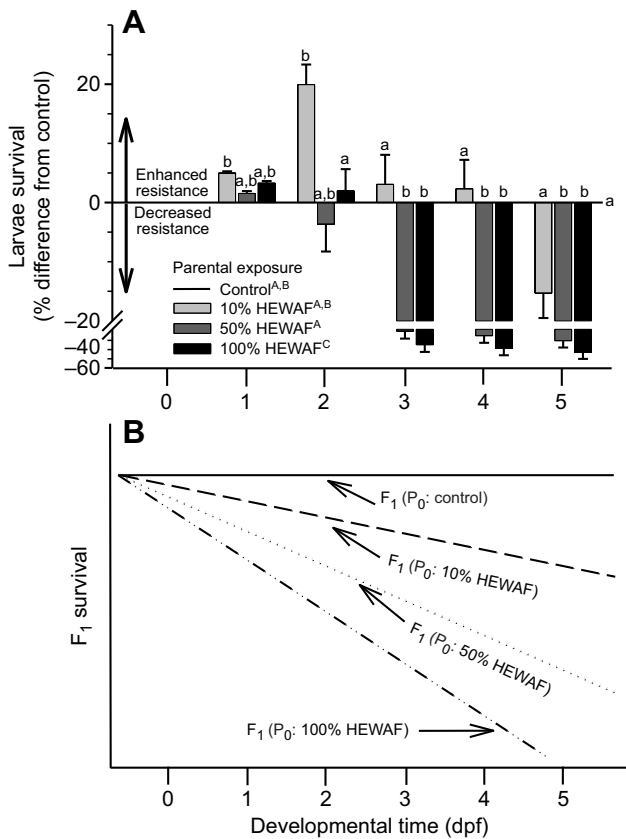 A
Larvae survival
(% difference from control)
20
0
–20
–40
–60
Enhanced
resistance
Decreased
resistance
b
a,b
a,b
b
a,b
a
a
b
b
a
b
b
a
b
b
a
Parental exposure
Control^A,B
10% HEWAF^A,B
50% HEWAF^A
100% HEWAF^C
0 1 2 3 4 5
B
F₁ survival
F₁ (P₀: control)
F₁ (P₀: 10% HEWAF)
F₁ (P₀: 50% HEWAF)
F₁ (P₀: 100% HEWAF)
0 1 2 3 4 5
Developmental time (dpf)